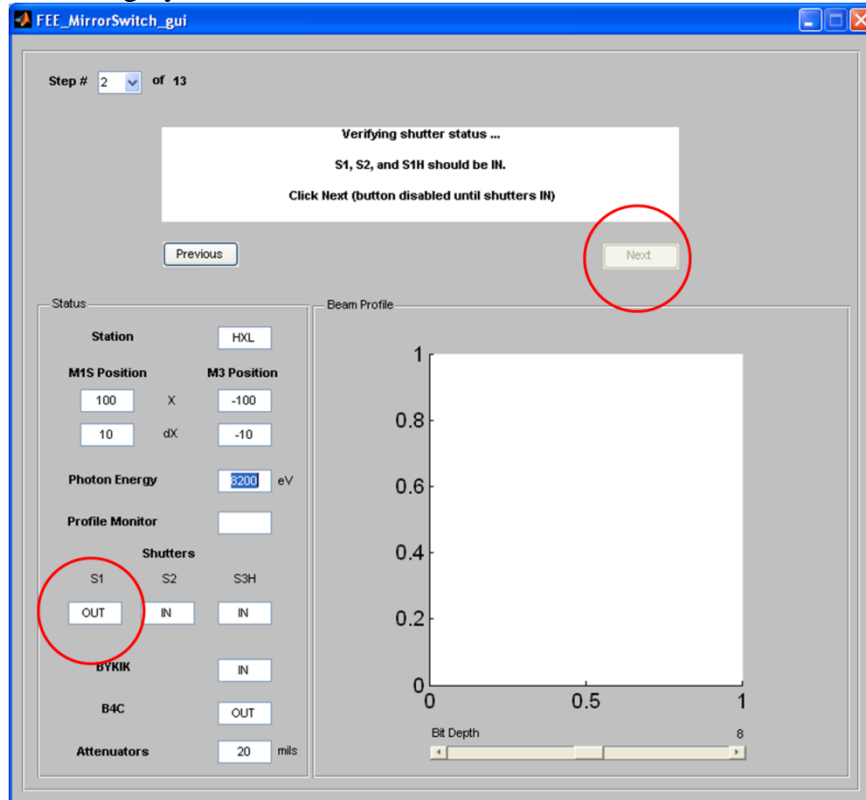 FEE_MirrorSwitch_gui
Step # 2 of 13
Verifying shutter status ...
S1, S2, and S1H should be IN.
Click Next (button disabled until shutters IN)
Previous Next
Status
Station HXL
M1S Position M3 Position
100 X -100
10 dX -10
Photon Energy 8200 eV
Profile Monitor
Shutters
S1 S2 S3H
OUT IN IN
BYKIK IN
B4C OUT
Attenuators 20 mils
Beam Profile
1
0.8
0.6
0.4
0.2
0
0 0.5 1
Bit Depth 8